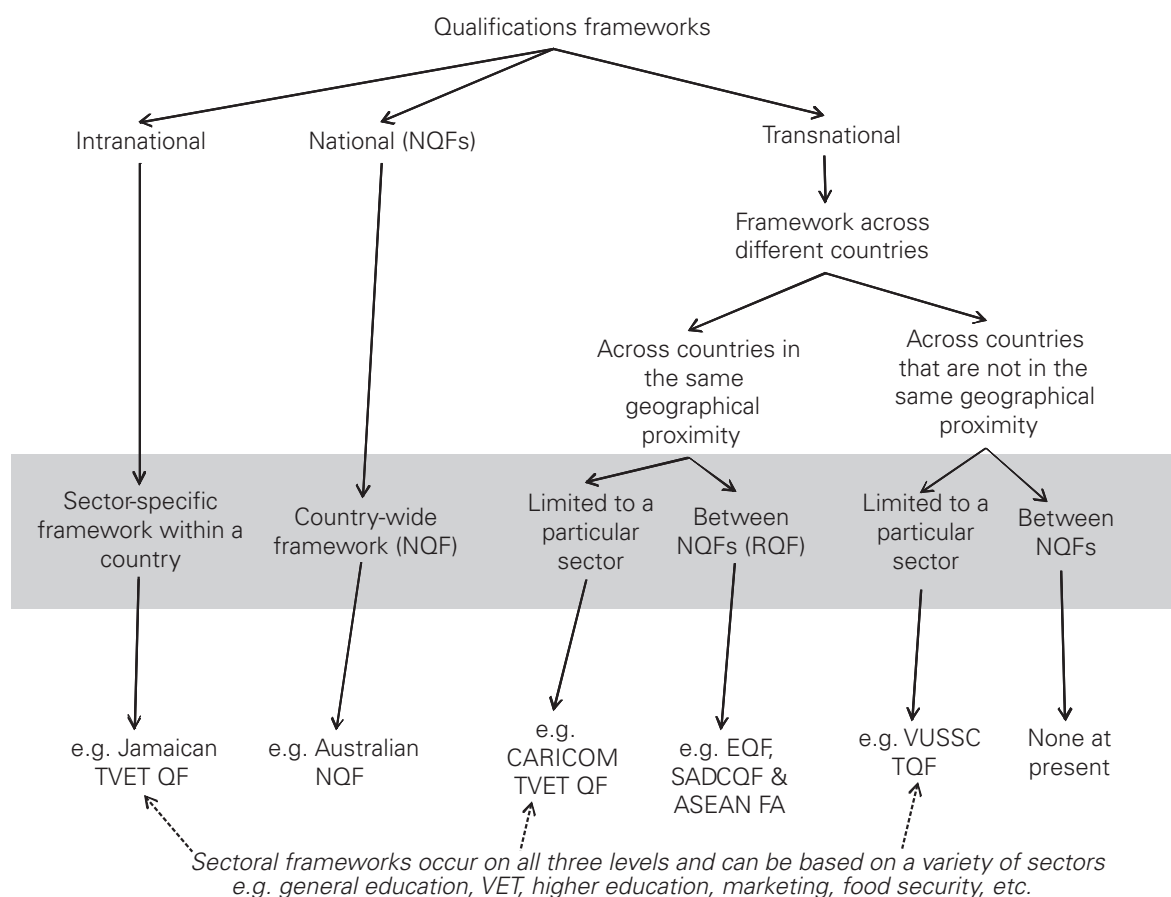 Qualifications frameworks
Intranational
National (NQFs)
Transnational
Framework across
different countries
Across countries in
the same
geographical
proximity
Across countries
that are not in the
same geographical
proximity
Sector-specific
framework within a
country
Country-wide
framework (NQF)
Limited to a
particular
sector
Between
NQFs (RQF)
Limited to a
particular
sector
Between
NQFs
e.g. Jamaican
TVET QF
e.g. Australian
NQF
e.g.
CARICOM
TVET QF
e.g. EQF,
SADCQF &
ASEAN FA
e.g. VUSSC
TQF
None at
present
Sectoral frameworks occur on all three levels and can be based on a variety of sectors
e.g. general education, VET, higher education, marketing, food security, etc.